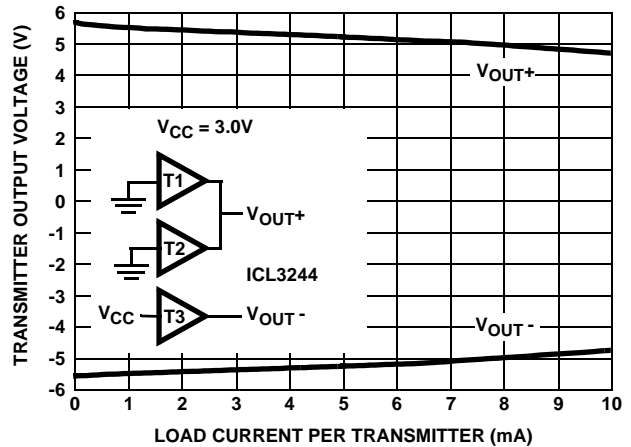 TRANSMITTER OUTPUT VOLTAGE (V)
6
5
4
3
2
1
0
-1
-2
-3
-4
-5
-6
VOUT+
VCC = 3.0V
T1
VOUT+
T2
ICL3244
VCC
T3
VOUT -
VOUT -
0 1 2 3 4 5 6 7 8 9 10
LOAD CURRENT PER TRANSMITTER (mA)